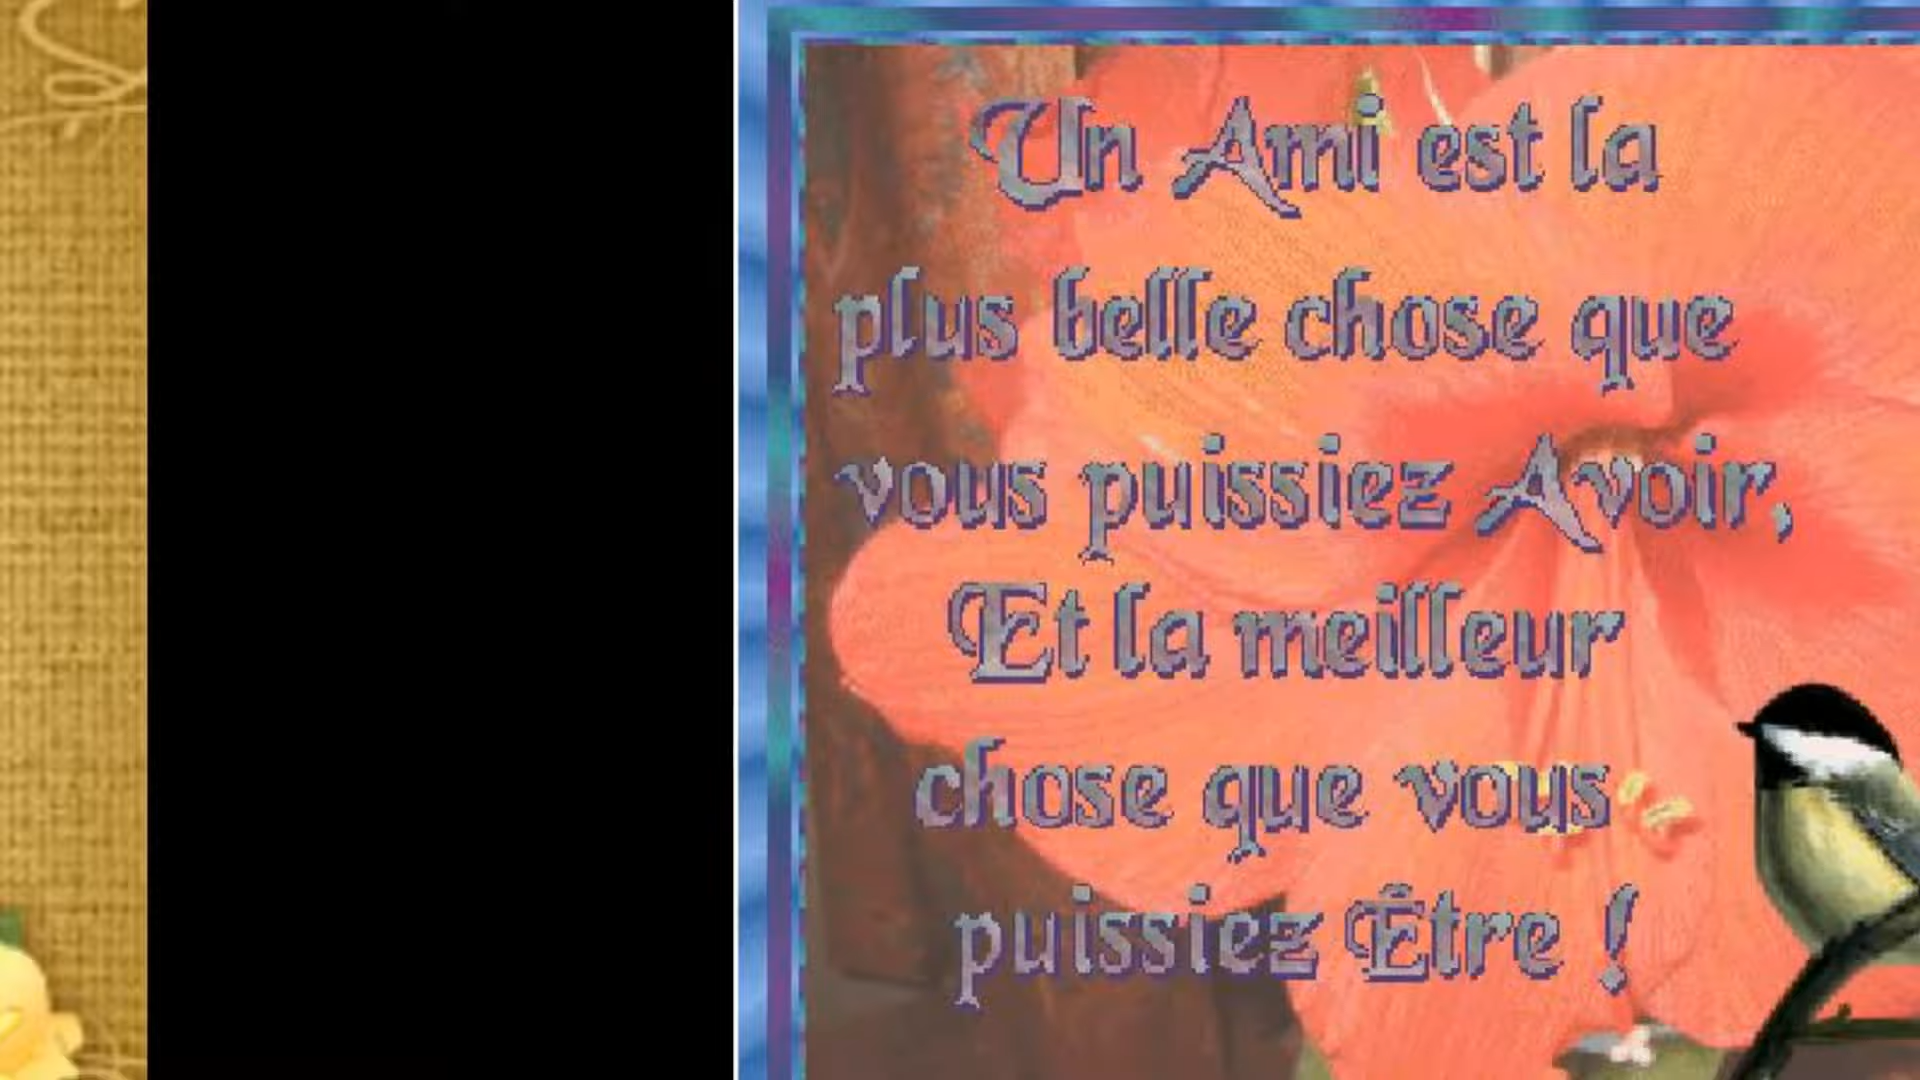 Un Ami est la
plus belle chose que
vous puissiez Avoir,
Et la meilleur
chose que vous
puissiez Être !